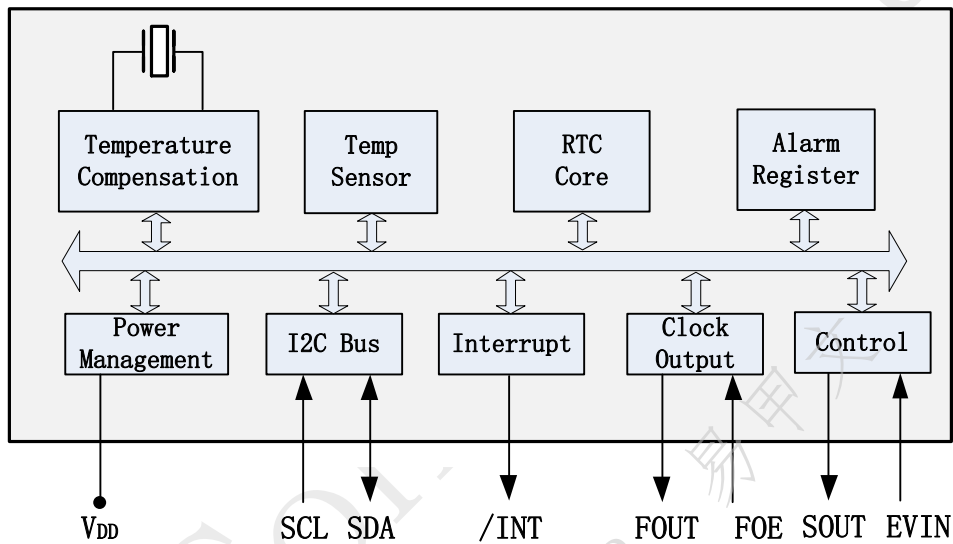 Temperature
Compensation
Temp
Sensor
RTC
Core
Alarm
Register
Power
Management
I2C Bus
Interrupt
Clock
Output
Control
VDD
SCL
SDA
/INT
FOUT
FOE
SOUT
EVIN